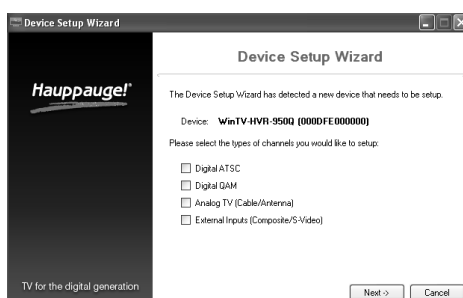 Device Setup Wizard
Hauppauge!
Device Setup Wizard
The Device Setup Wizard has detected a new device that needs to be setup.
Device: WinTV-HVR-950Q (000DFE000000)
Please select the types of channels you would like to setup:
Digital ATSC
Digital QAM
Analog TV (Cable/Antenna)
External Inputs (Composite/S-Video)
TV for the digital generation
Next ->
Cancel